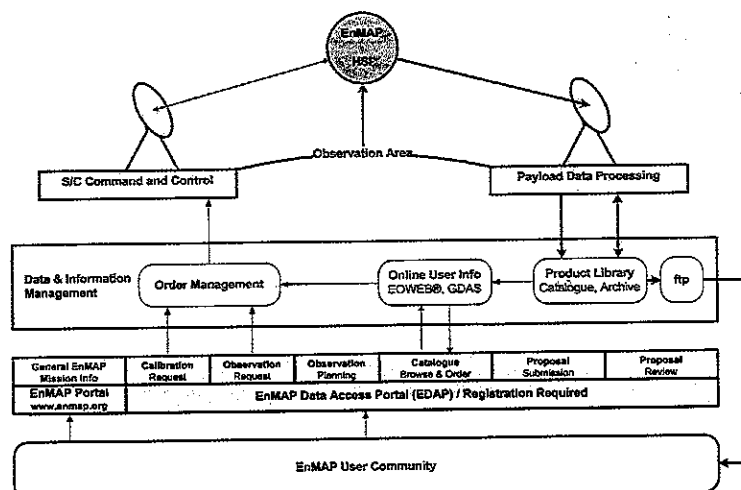 EnMAP
HSI
Observation Area
S/C Command and Control
Payload Data Processing
Data & Information
Management
Order Management
Online User Info
EOWEB®, GDAS
Product Library
Catalogue, Archive
ftp
General EnMAP
Mission Info
Calibration
Request
Observation
Request
Observation
Planning
Catalogue
Browse & Order
Proposal
Submission
Proposal
Review
EnMAP Portal
www.enmap.org
EnMAP Data Access Portal (EDAP) / Registration Required
EnMAP User Community